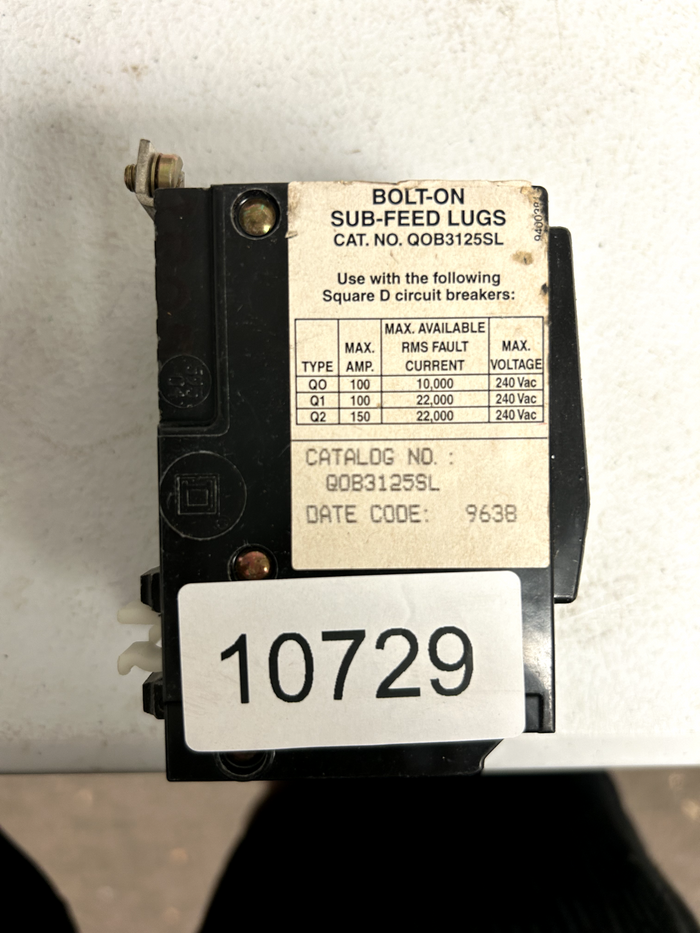 BOLT-ON
SUB-FEED LUGS
CAT. NO. QOB3125SL
Use with the following
Square D circuit breakers:
TYPE MAX. AMP. MAX. AVAILABLE RMS FAULT CURRENT MAX. VOLTAGE
QO 100 10,000 240 Vac
Q1 100 22,000 240 Vac
Q2 150 22,000 240 Vac
CATALOG NO. :
QOB3125SL
DATE CODE: 9638
10729